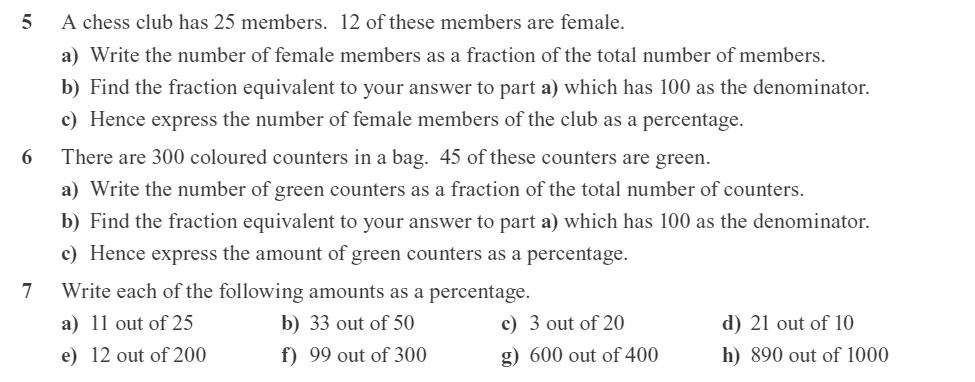 5 A chess club has 25 members. 12 of these members are female.
a) Write the number of female members as a fraction of the total number of members.
b) Find the fraction equivalent to your answer to part a) which has 100 as the denominator.
c) Hence express the number of female members of the club as a percentage.
6 There are 300 coloured counters in a bag. 45 of these counters are green.
a) Write the number of green counters as a fraction of the total number of counters.
b) Find the fraction equivalent to your answer to part a) which has 100 as the denominator.
c) Hence express the amount of green counters as a percentage.
7 Write each of the following amounts as a percentage.
a) 11 out of 25 b) 33 out of 50 c) 3 out of 20 d) 21 out of 10
e) 12 out of 200 f) 99 out of 300 g) 600 out of 400 h) 890 out of 1000